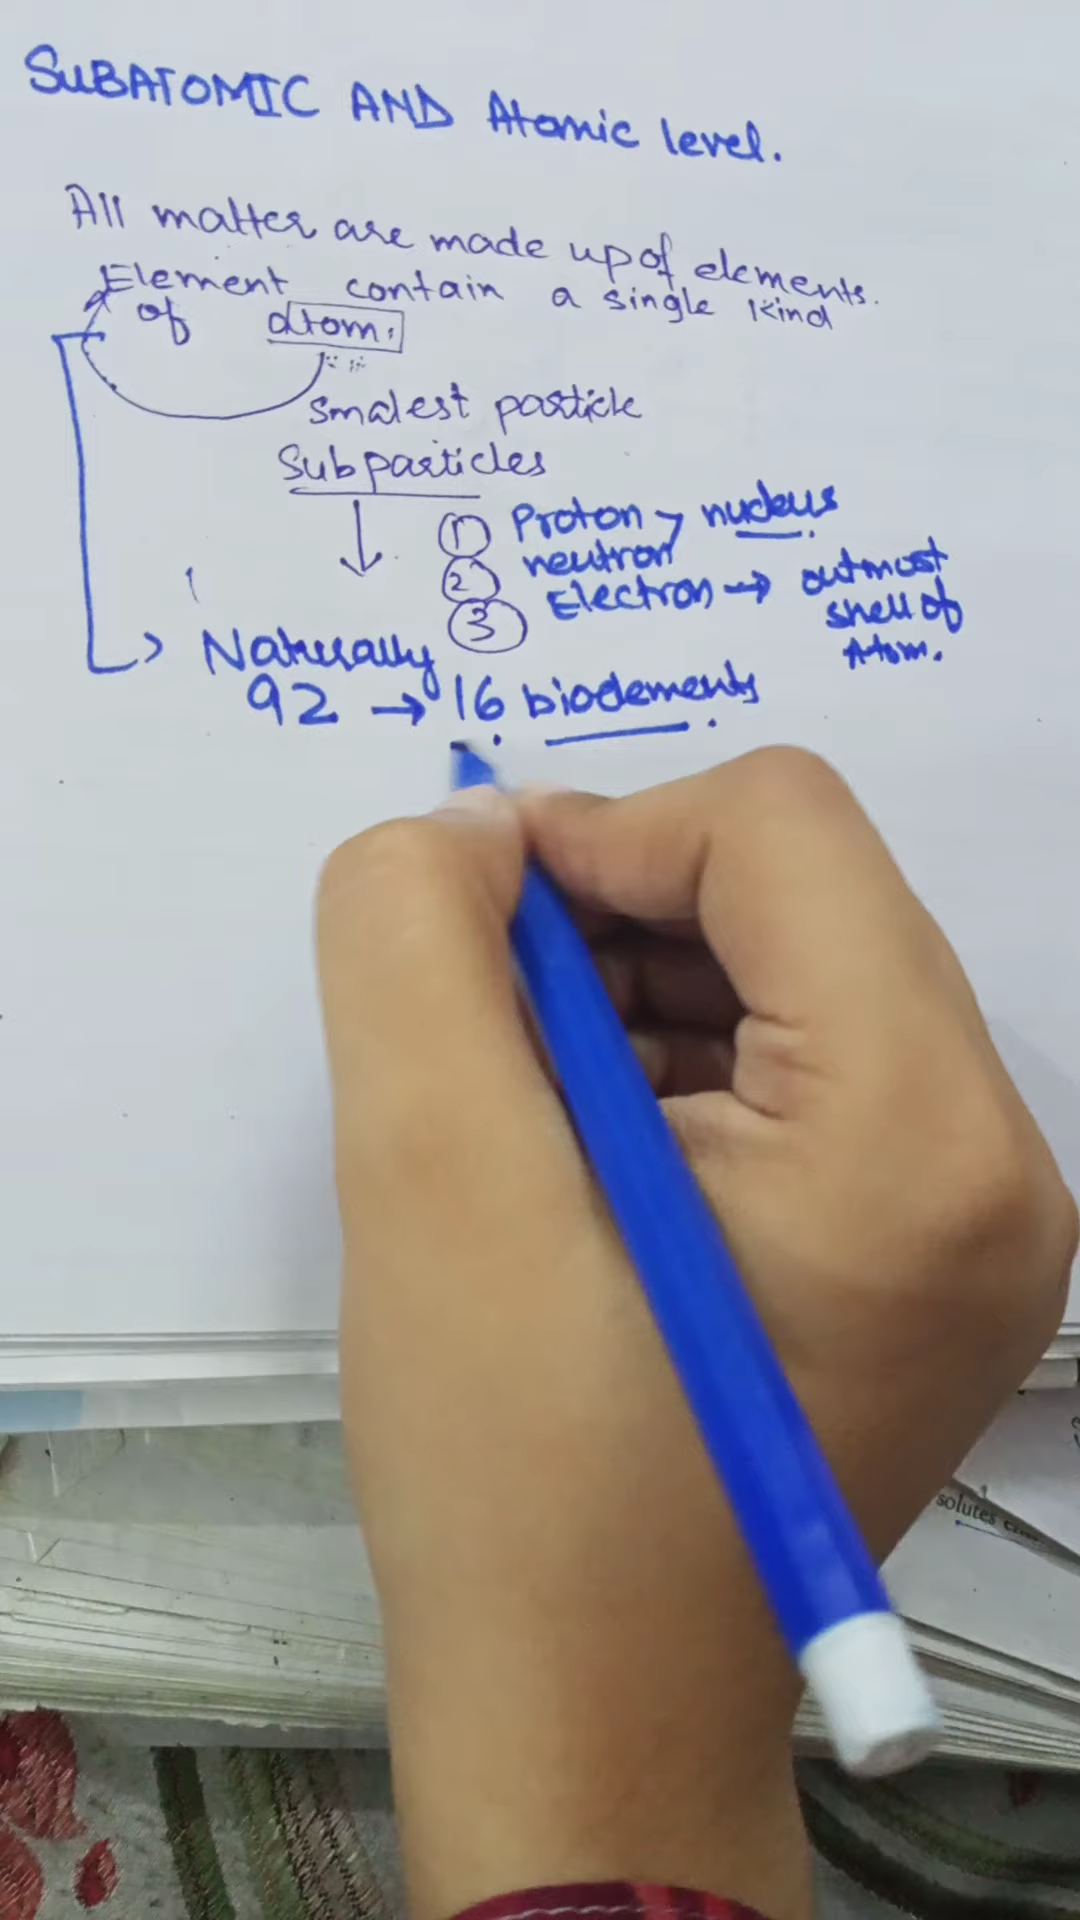 SUBATOMIC AND Atomic level.
All matter are made up of elements.
Element contain a single kind
of atom.
Smalest particle
Subparticles
1 Proton > nucleus
2 neutron
3 Electron → outmost
shell of
Atom.
Naturally
92 → 16 bioelements
solutes